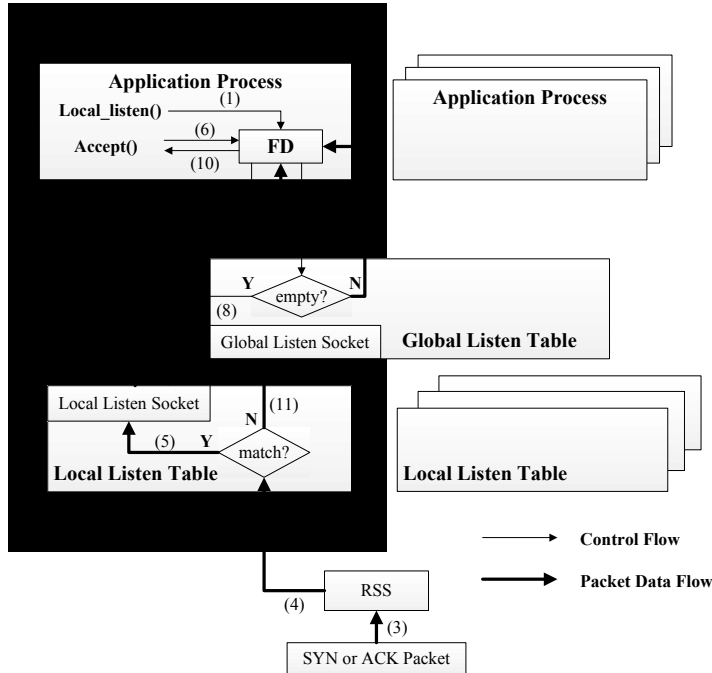 Application Process
Application Process
Local_listen()
(1)
Accept()
(6)
(10)
FD
Y
N
empty?
(8)
Global Listen Socket
Global Listen Table
Local Listen Socket
N
(11)
(5)
Y
match?
Local Listen Table
Local Listen Table
Control Flow
Packet Data Flow
RSS
(4)
(3)
SYN or ACK Packet